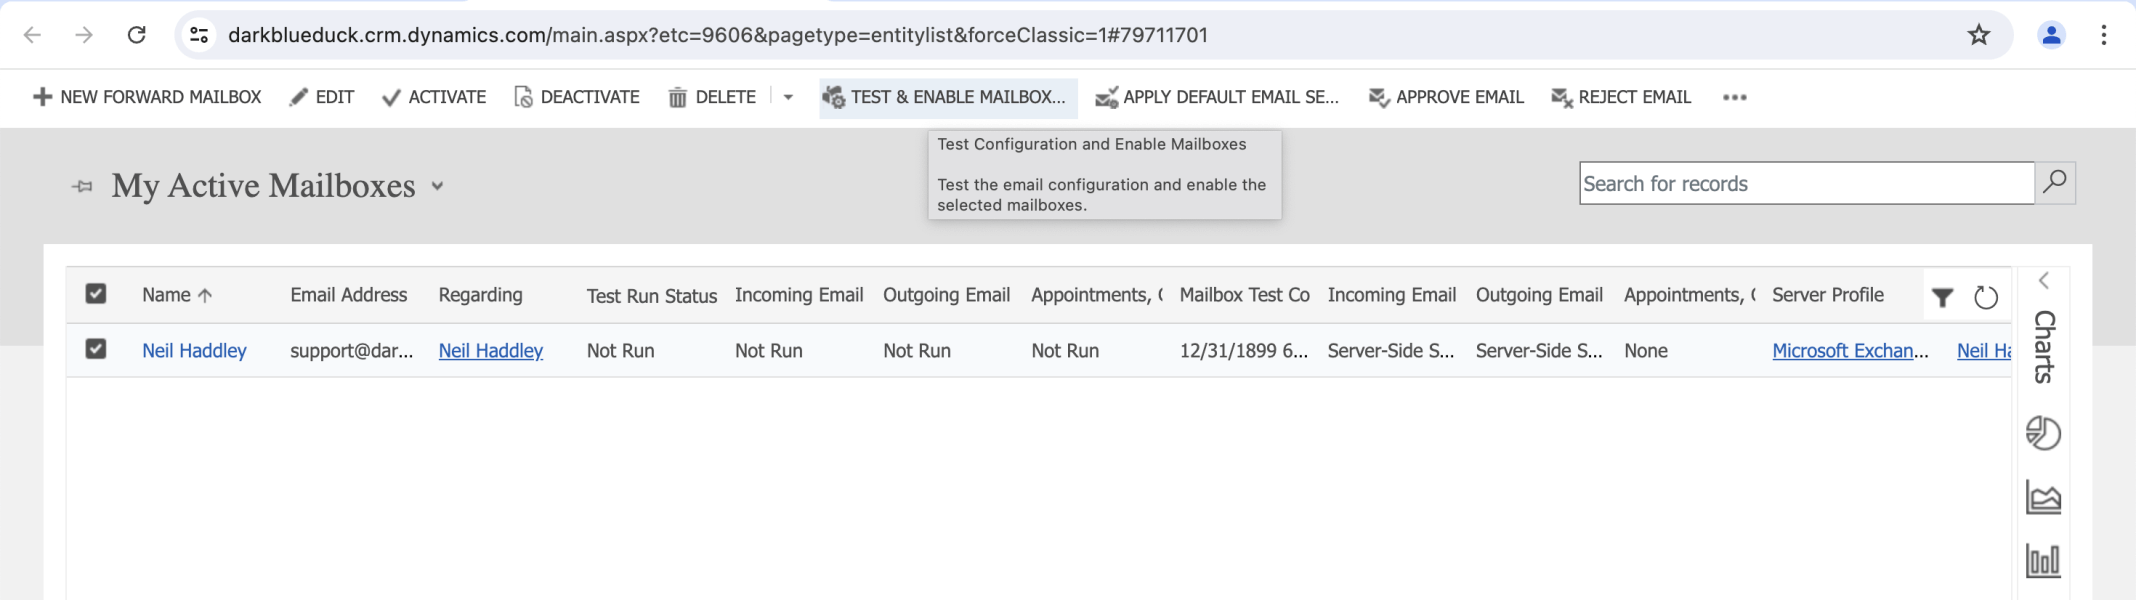 darkblueduck.crm.dynamics.com/main.aspx?etc=9606&pagetype=entitylist&forceClassic=1#79711701
NEW FORWARD MAILBOX EDIT ACTIVATE DEACTIVATE DELETE TEST & ENABLE MAILBOX... APPLY DEFAULT EMAIL SE... APPROVE EMAIL REJECT EMAIL
Test Configuration and Enable Mailboxes
Test the email configuration and enable the
selected mailboxes.
My Active Mailboxes
Search for records
Name Email Address Regarding Test Run Status Incoming Email Outgoing Email Appointments, Mailbox Test Co Incoming Email Outgoing Email Appointments, Server Profile
Neil Haddley support@dar... Neil Haddley Not Run Not Run Not Run Not Run 12/31/1899 6... Server-Side S... Server-Side S... None Microsoft Exchan... Neil Ha
Charts